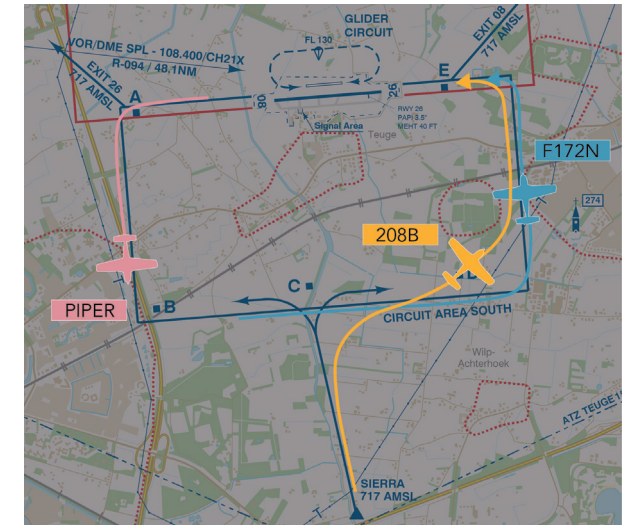 GLIDER
CIRCUIT
FL 130
VOR/DME SPL - 108.400/CH21X
R-094 / 48,1NM
EXIT 26
717 AMSL
EXIT 08
717 AMSL
E
A
08
26
RWY 26
PAPI 3.5°
MEHT 40 FT
Signal Area
Teuge
F172N
274
208B
C
D
PIPER
B
CIRCUIT AREA SOUTH
Wilp-
Achterhoek
ATZ TEUGE
SIERRA
717 AMSL